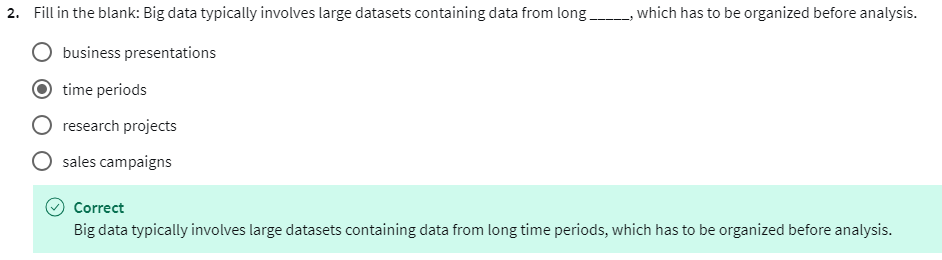 2. Fill in the blank: Big data typically involves large datasets containing data from long _____, which has to be organized before analysis.
business presentations
time periods
research projects
sales campaigns
Correct
Big data typically involves large datasets containing data from long time periods, which has to be organized before analysis.